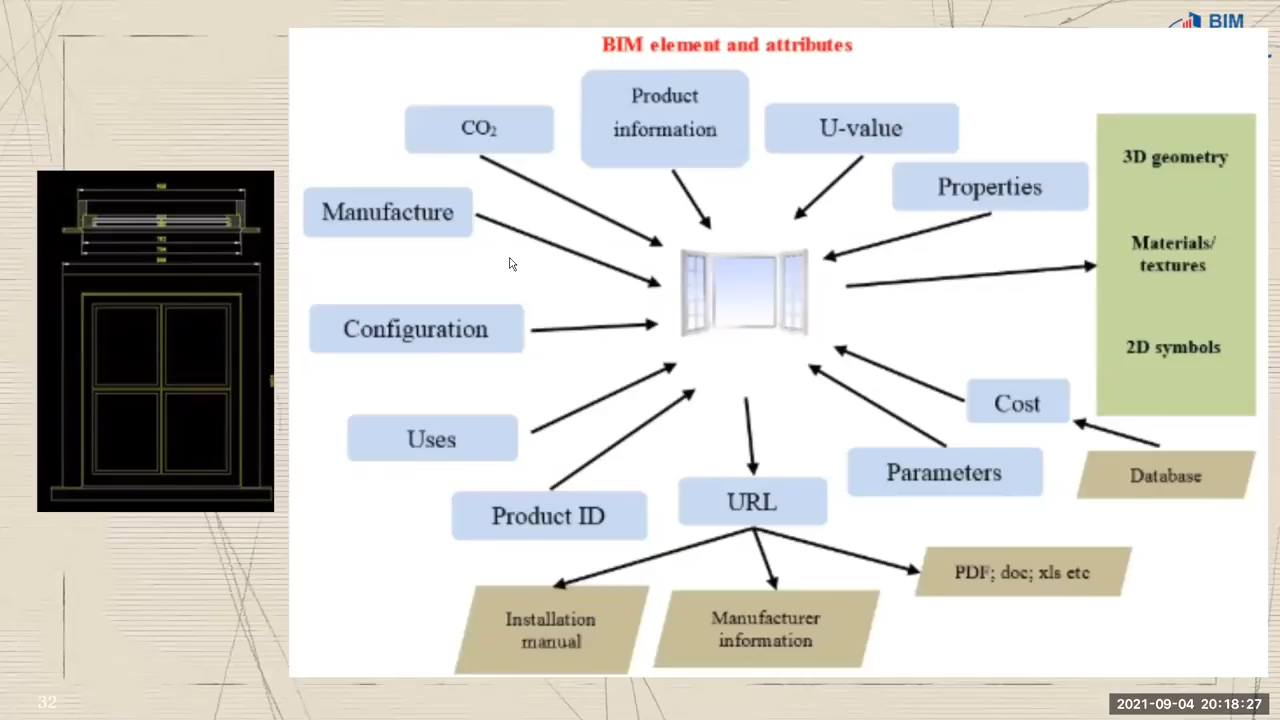 BIM
BIM element and attributes
Product
information
CO₂
U-value
3D geometry
Properties
Manufacture
Materials/
textures
Configuration
2D symbols
Cost
Uses
Parameters
Database
URL
Product ID
PDF; doc; xls etc
Installation
manual
Manufacturer
information
32
2021-09-04 20:18:27